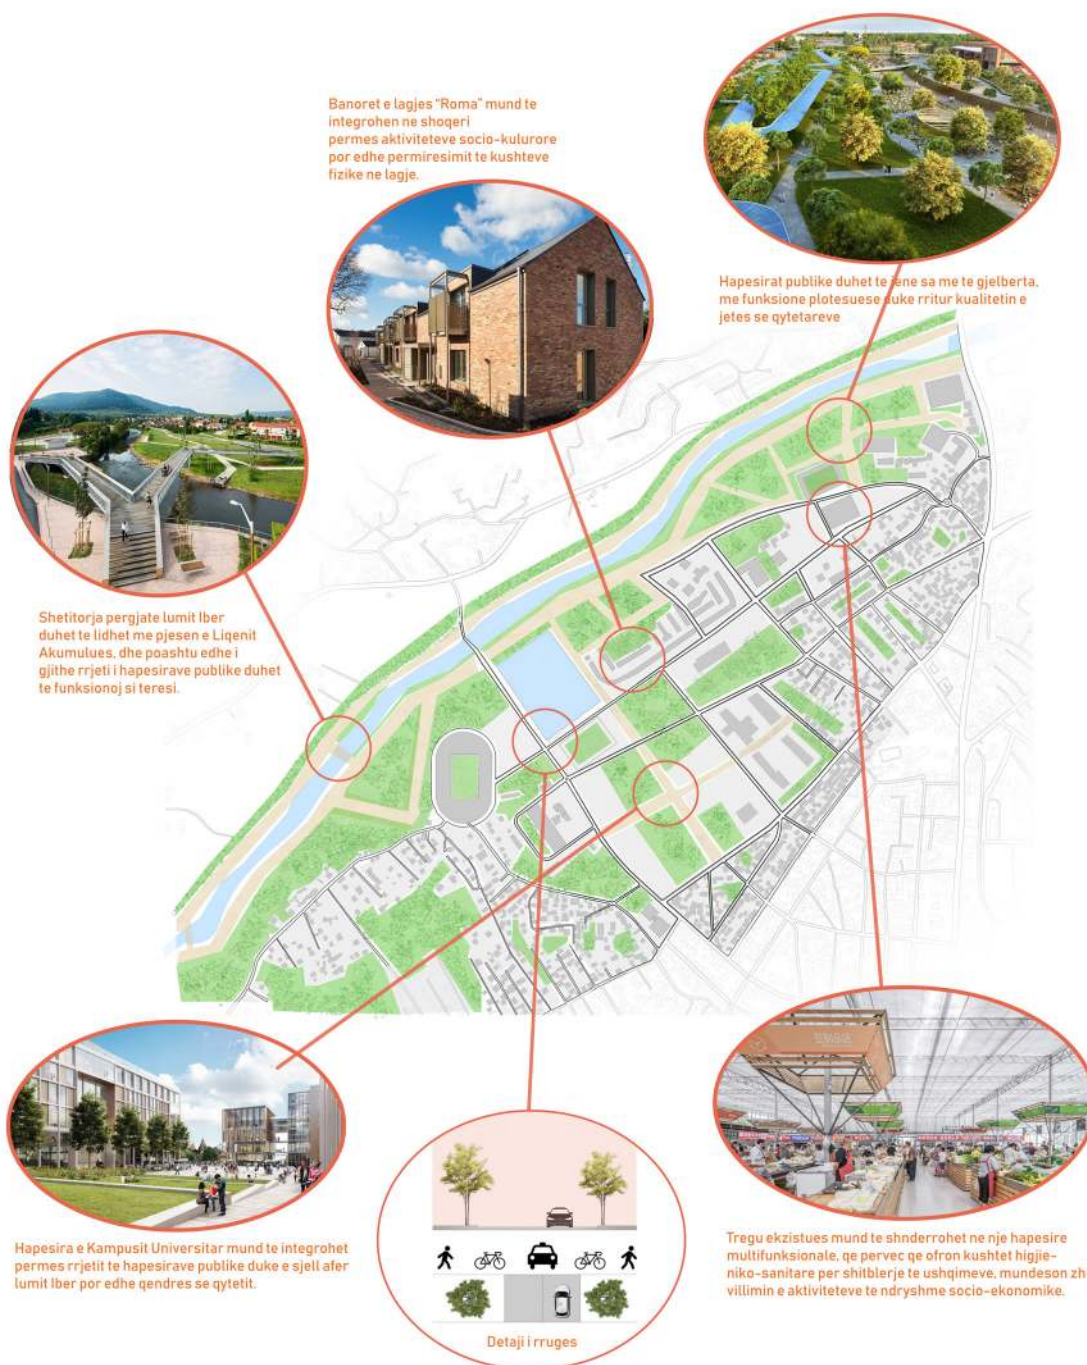 Banoret e lagjes “Roma” mund te
integrohen ne shoqeri
permes aktiviteteve socio-kulurore
por edhe permiresimit te kushteve
fizike ne lagje.
Hapesirat publike duhet te jene sa me te gjelberta,
me funksione plotesuese duke rritur kualitetin e
jetes se qytetareve
Shetitorja pergjate lumit Iber
duhet te lidhet me pjesen e Liqenit
Akumulues, dhe poashtu edhe i
gjithe rrjeti i hapesirave publike duhet
te funksionoj si teresi.
Hapesira e Kampusit Universitar mund te integrohet
permes rrjetit te hapesirave publike duke e sjell afer
lumit Iber por edhe qendres se qytetit.
Detaji i rruges
Tregu ekzistues mund te shnderrohet ne nje hapesire
multifunksionale, qe pervec qe ofron kushtet higjie-
niko-sanitare per shitblerje te ushqimeve, mundeson zh
villimin e aktiviteteve te ndryshme socio-ekonomike.